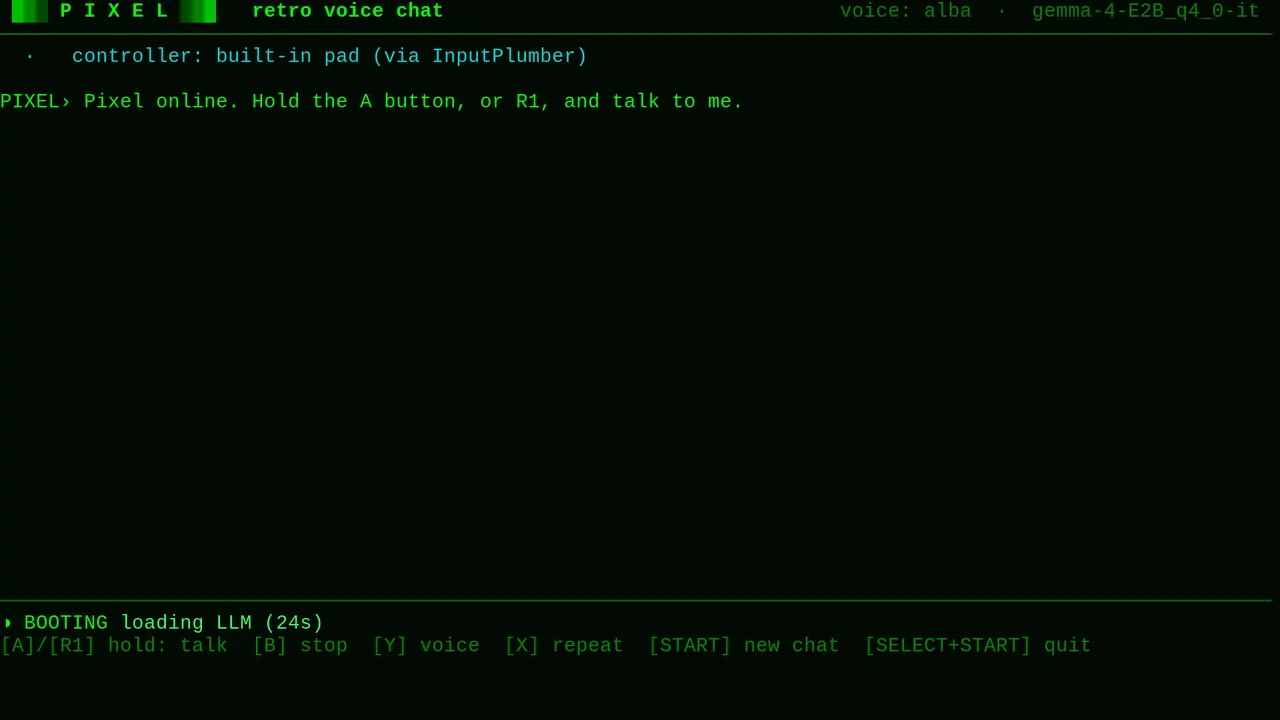 P I X E L   retro voice chat   voice: alba · gemma-4-E2B_q4_0-it
· controller: built-in pad (via InputPlumber)
PIXEL› Pixel online. Hold the A button, or R1, and talk to me.
BOOTING loading LLM (24s)
[A]/[R1] hold: talk  [B] stop  [Y] voice  [X] repeat  [START] new chat  [SELECT+START] quit